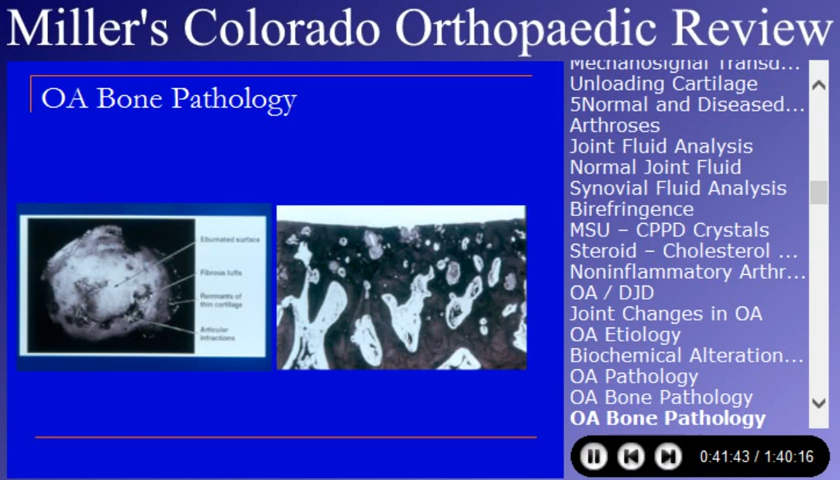 Miller's Colorado Orthopaedic Review
OA Bone Pathology
Eburnated surface
Fibrous tufts
Remnants of
thin cartilage
Articular
infractions
Mechanosignal Transd...
Unloading Cartilage
5Normal and Diseased...
Arthroses
Joint Fluid Analysis
Normal Joint Fluid
Synovial Fluid Analysis
Birefringence
MSU – CPPD Crystals
Steroid – Cholesterol ...
Noninflammatory Arthr...
OA / DJD
Joint Changes in OA
OA Etiology
Biochemical Alteration...
OA Pathology
OA Bone Pathology
OA Bone Pathology
0:41:43 / 1:40:16